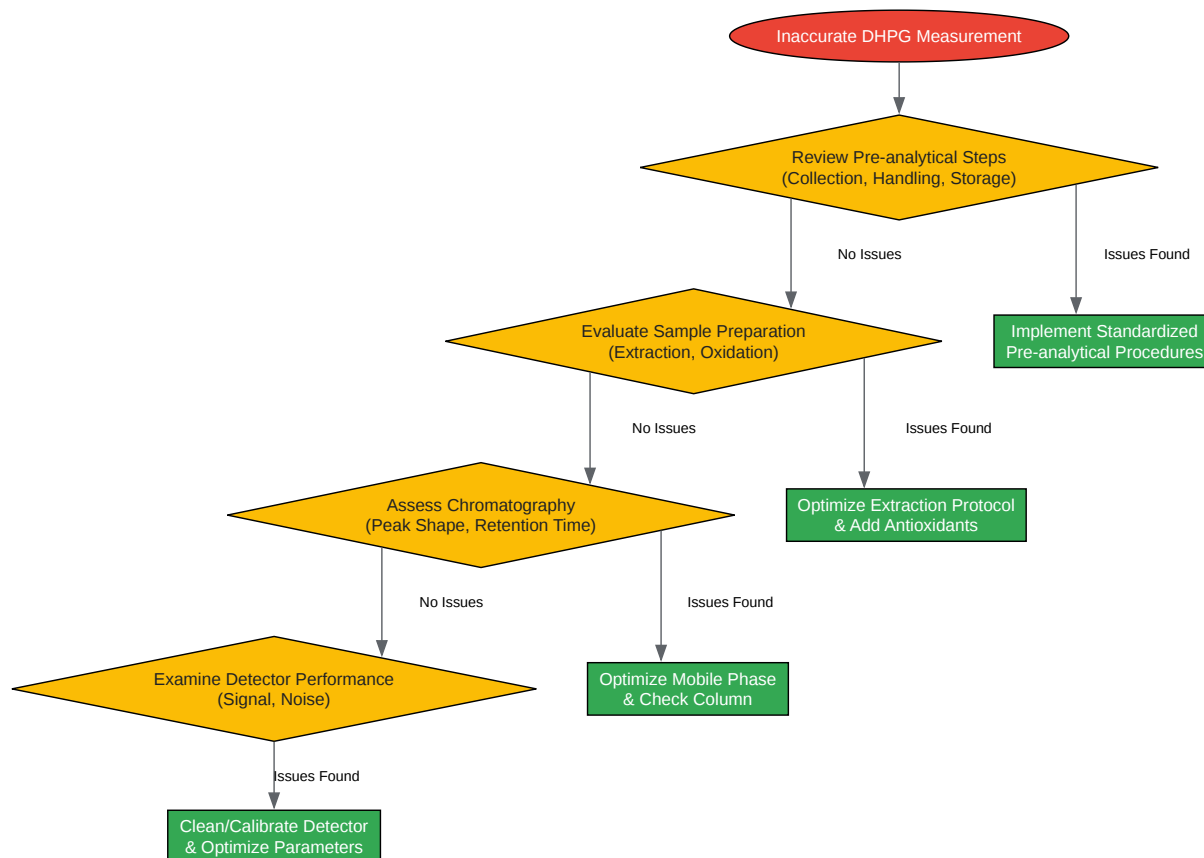 Inaccurate DHPG Measurement
Review Pre-analytical Steps
(Collection, Handling, Storage)
No Issues
Issues Found
Evaluate Sample Preparation
(Extraction, Oxidation)
Implement Standardized
Pre-analytical Procedures
No Issues
Issues Found
Assess Chromatography
(Peak Shape, Retention Time)
Optimize Extraction Protocol
& Add Antioxidants
No Issues
Issues Found
Examine Detector Performance
(Signal, Noise)
Optimize Mobile Phase
& Check Column
Issues Found
Clean/Calibrate Detector
& Optimize Parameters